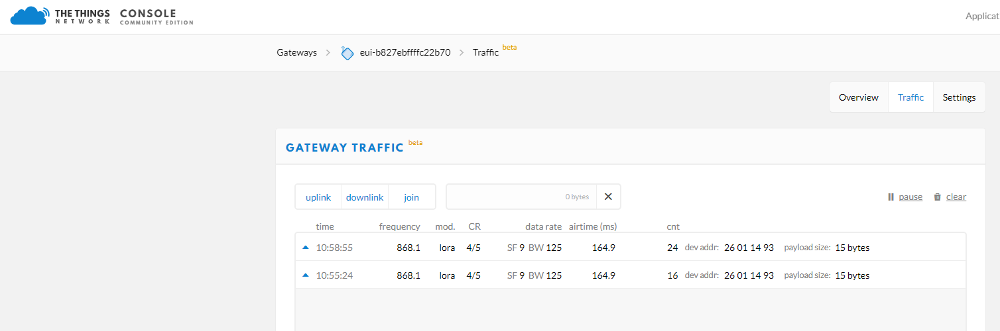 THE THINGS CONSOLE
NETWORK COMMUNITY EDITION
Applicat
Gateways eui-b827ebffffc22b70 Traffic beta
Overview Traffic Settings
GATEWAY TRAFFIC beta
uplink downlink join 0 bytes pause clear
time frequency mod. CR data rate airtime (ms) cnt
10:58:55 868.1 lora 4/5 SF 9 BW 125 164.9 24 dev addr: 26 01 14 93 payload size: 15 bytes
10:55:24 868.1 lora 4/5 SF 9 BW 125 164.9 16 dev addr: 26 01 14 93 payload size: 15 bytes